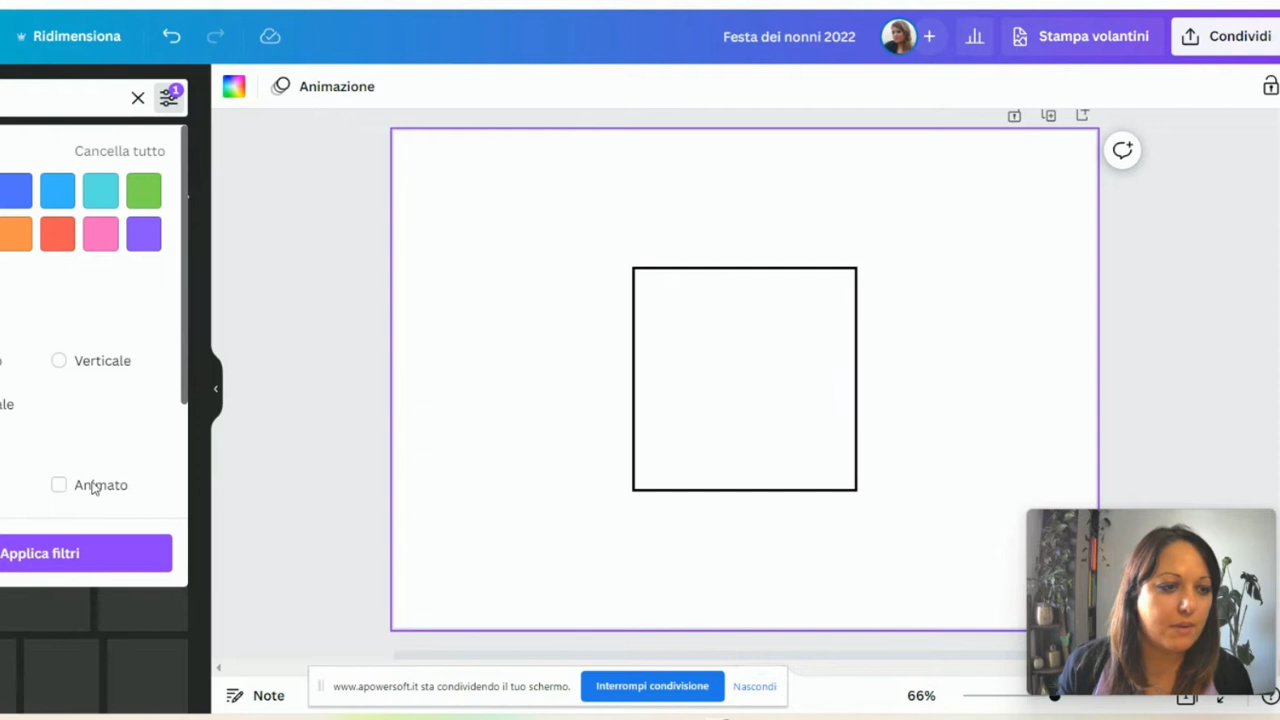 Ridimensiona
Festa dei nonni 2022
Stampa volantini
Condividi
1
Animazione
Cancella tutto
Verticale
Animato
Applica filtri
www.apowersoft.it sta condividendo il tuo schermo.
Interrompi condivisione
Nascondi
Note
66%